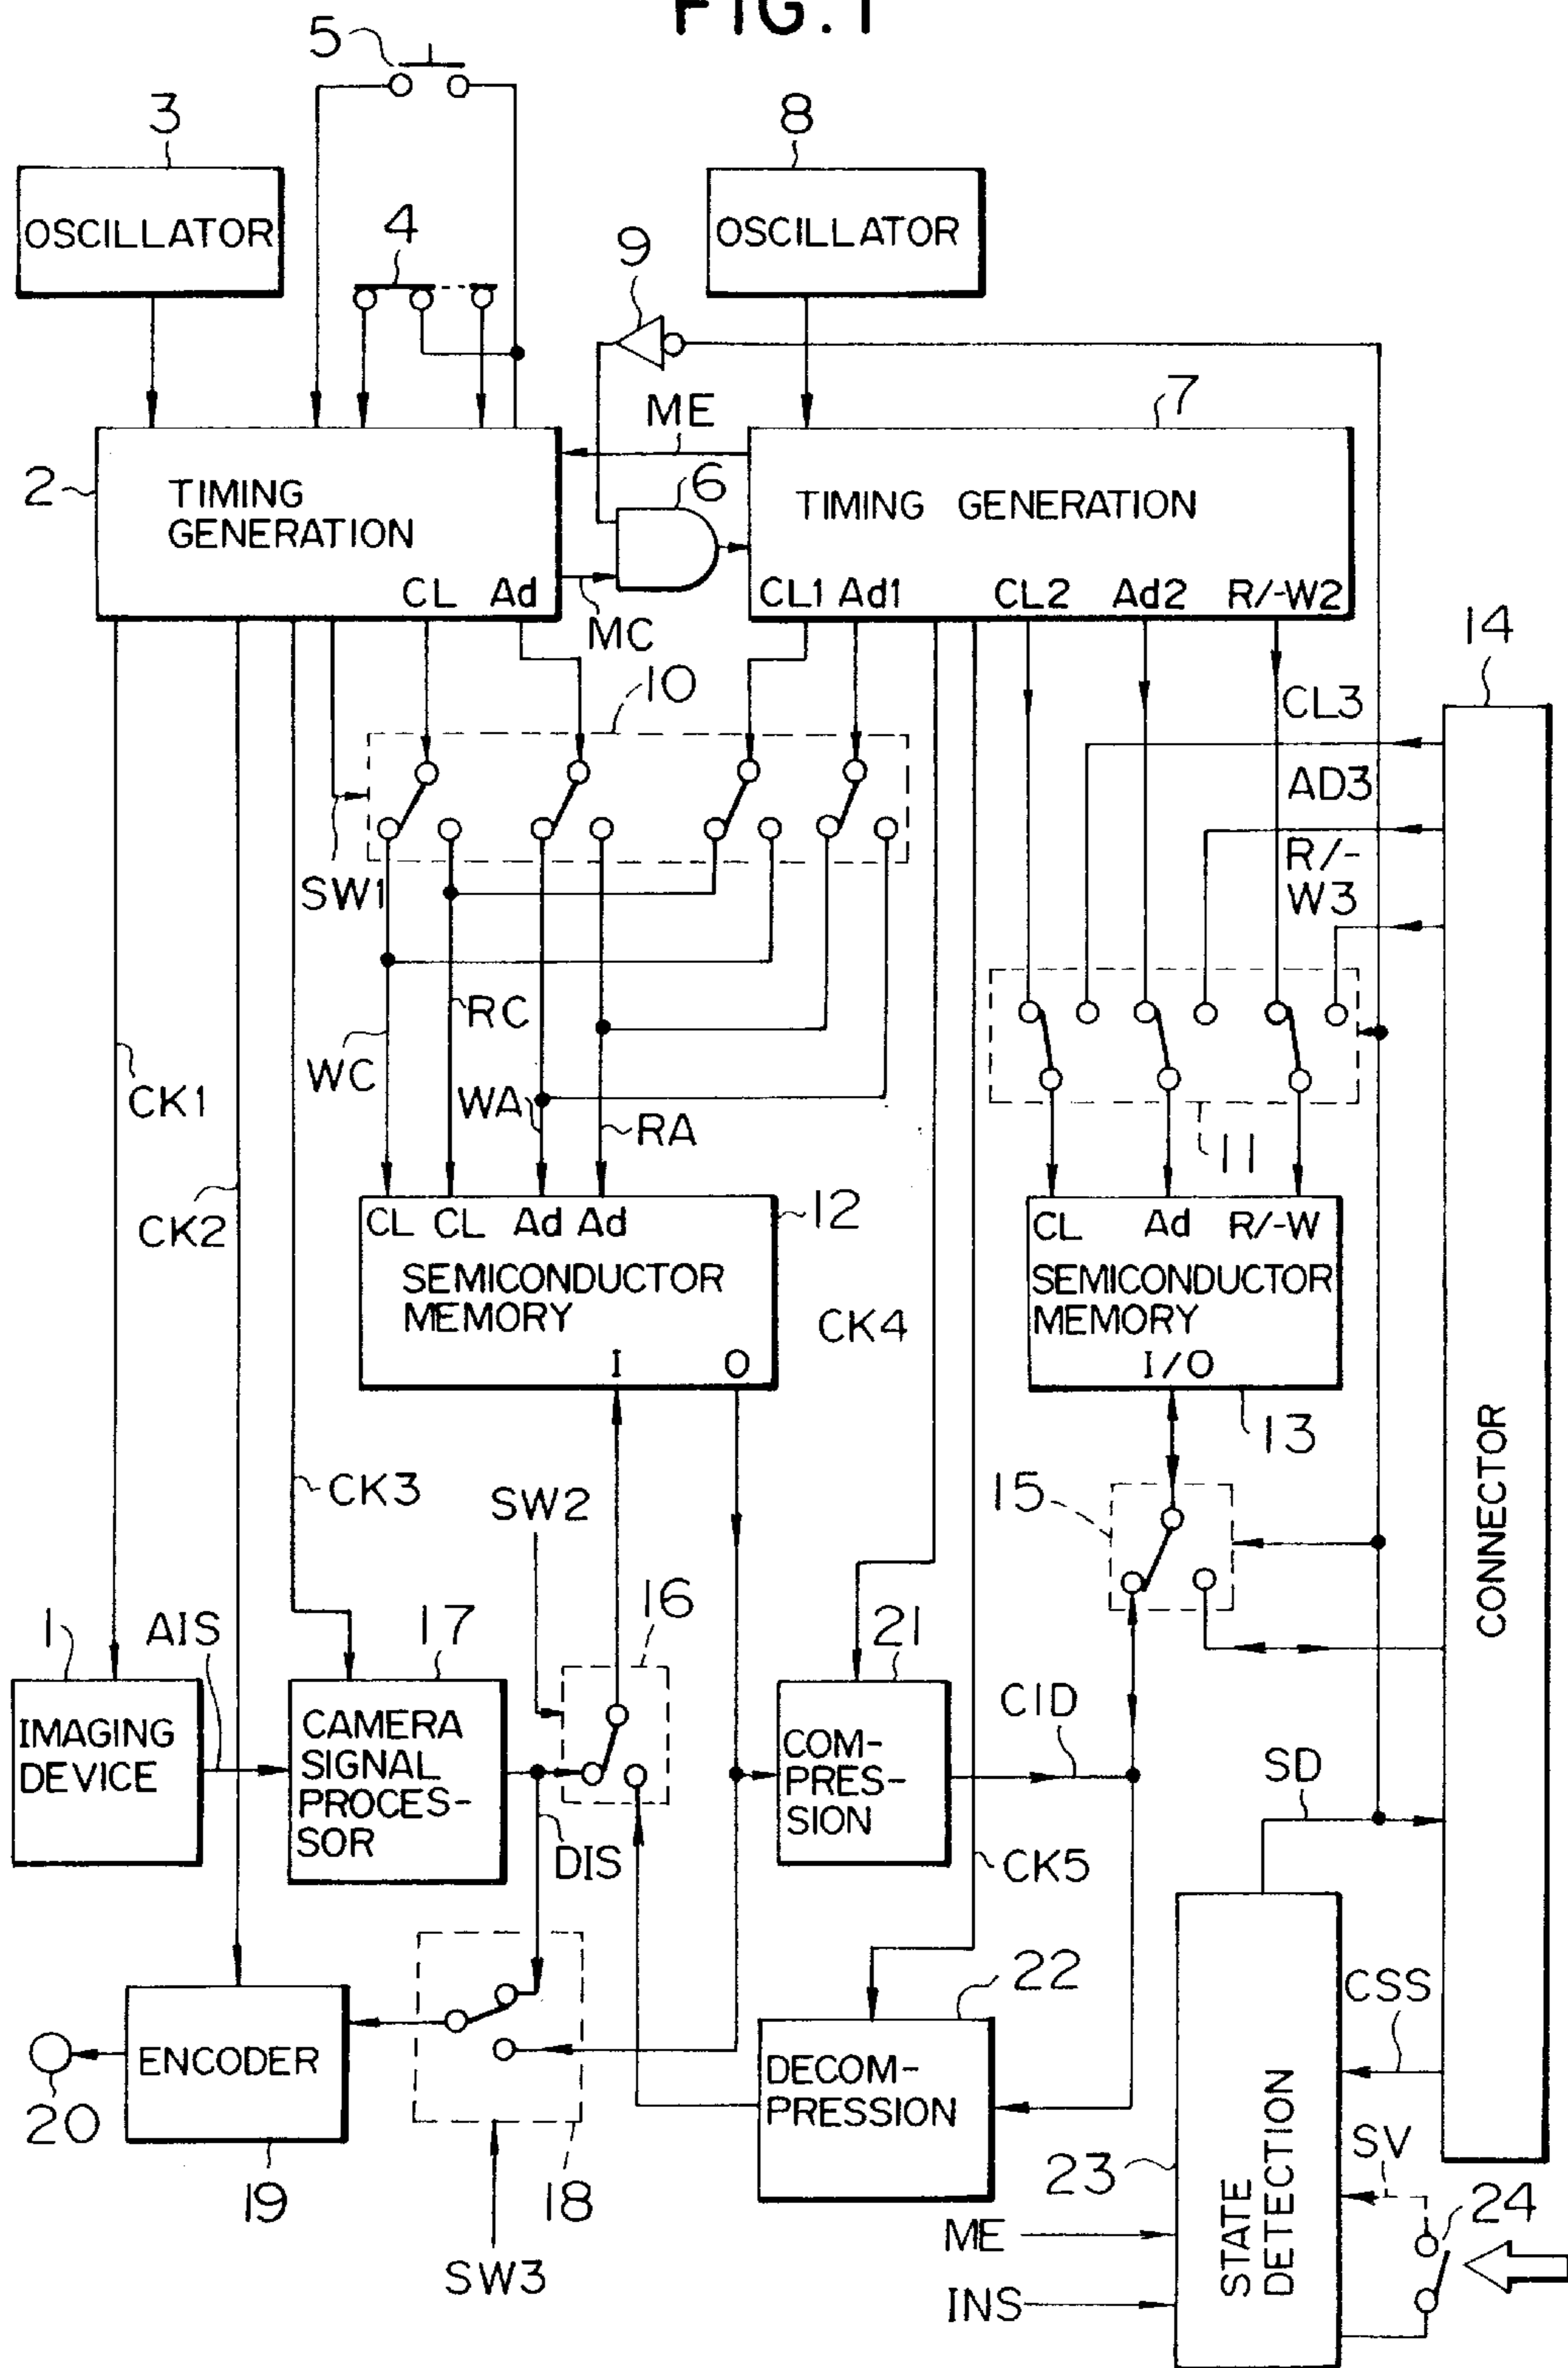 FIG. 1
5
3
8
OSCILLATOR
4
9
OSCILLATOR
ME
7
2
TIMING
GENERATION
6
TIMING GENERATION
CL Ad
CL1 Ad1 CL2 Ad2 R/-W2
MC
14
10
CL3
AD3
R/-
W3
SW1
RC
WC
CK1
WA
RA
11
12
CK2
CL CL Ad Ad
SEMICONDUCTOR
MEMORY
I O
CK4
CL Ad R/-W
SEMICONDUCTOR
MEMORY
I/O
13
CONNECTOR
CK3
SW2
15
16
1
AIS
17
21
IMAGING
DEVICE
CAMERA
SIGNAL
PROCES-
SOR
COM-
PRES-
SION
CID
SD
DIS
CK5
22
CSS
ENCODER
DECOM-
PRESSION
STATE
DETECTION
20
19
18
23
SV
24
ME
SW3
INS